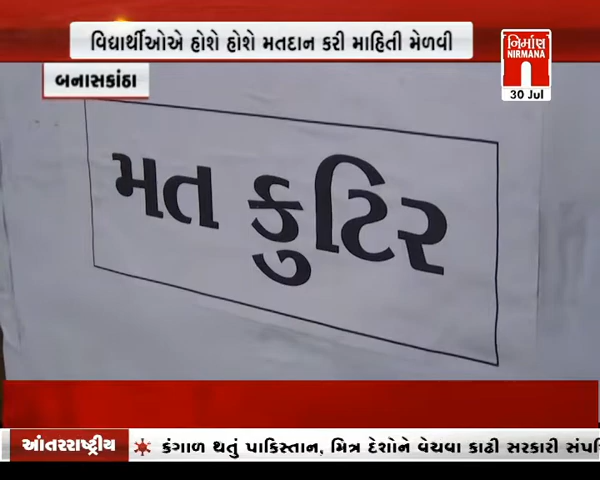 વિદ્યાર્થીઓએ હોશે હોશે મતદાન કરી માહિતી મેળવી
નિર્માણ
NIRMANA
30 Jul
બનાસકાંઠા
મત કુટિર
આંતરરાષ્ટ્રીય
કંગાળ થતું પાકિસ્તાન, મિત્ર દેશોને વેચવા કાઢી સરકારી